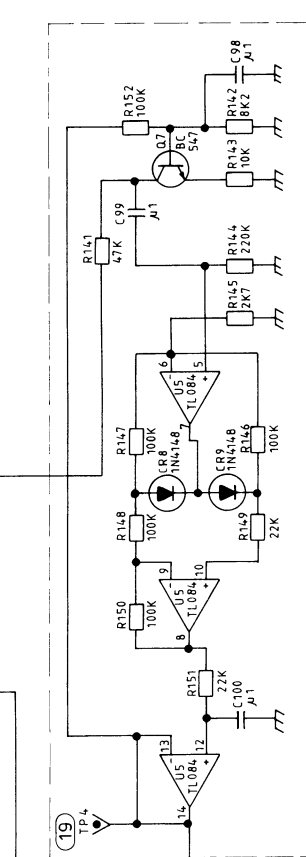 C98
µ1
R152
100K
R142
8K2
Q7
BC
547
R143
10K
C99
µ1
R141
47K
R144
220K
R145
2K7
6
5
-
+
U5
TL084
7
R147
100K
CR8
1N4148
CR9
1N4148
R146
100K
R148
100K
R149
22K
9
10
-
+
U5
TL084
8
R150
100K
R151
22K
C100
µ1
13
12
-
+
U5
TL084
14
19
TP4